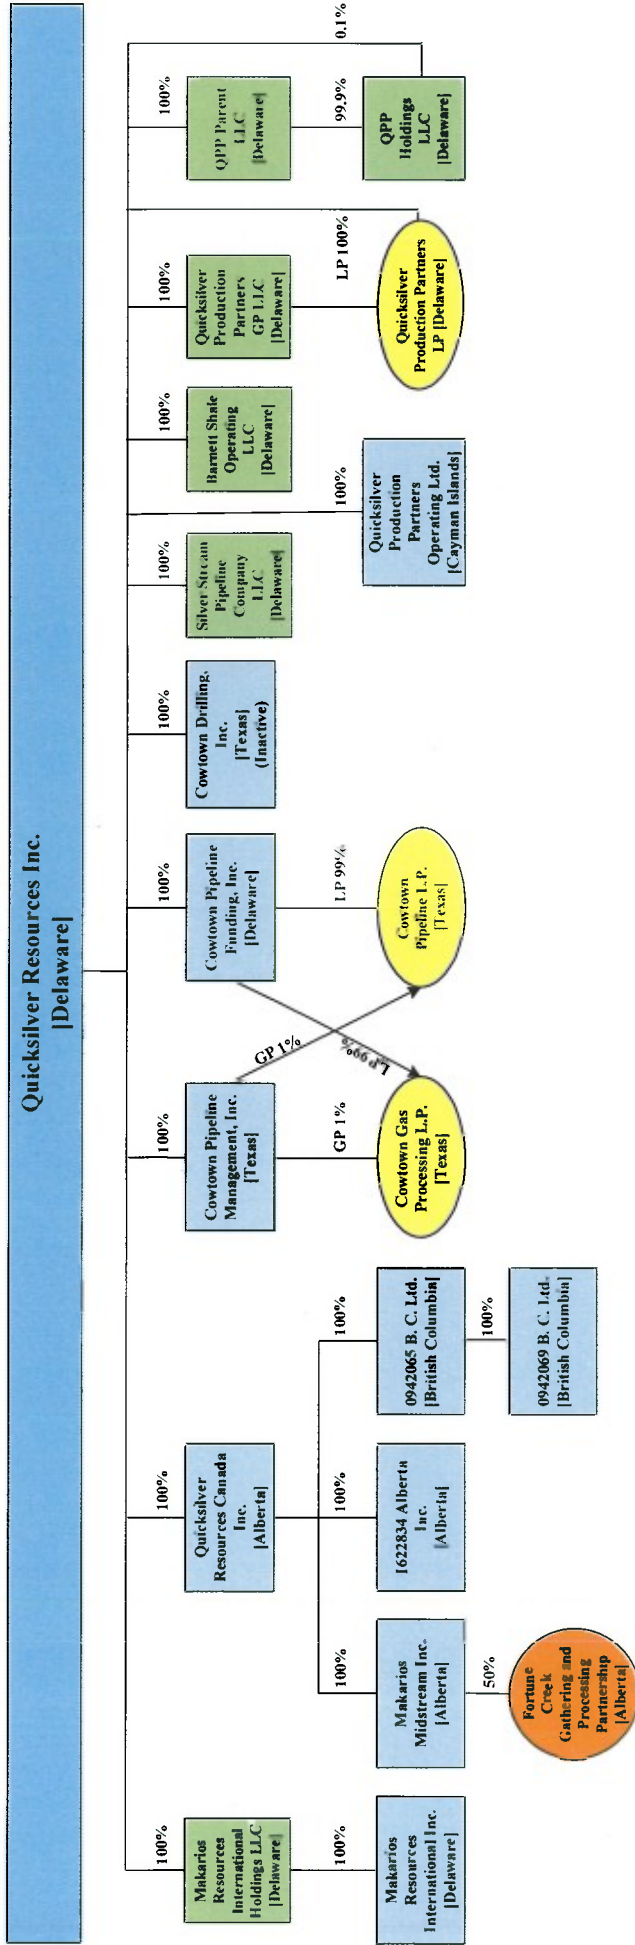 Quicksilver Resources Inc.
[Delaware]
100%
Makarios
Resources
International
Holdings LLC
[Delaware]
100%
Makarios
Resources
International Inc.
[Delaware]
100%
Quicksilver
Resources Canada
Inc.
[Alberta]
100%
Makarios
Midstream Inc.
[Alberta]
50%
Fortune
Creek
Gathering and
Processing
Partnership
[Alberta]
100%
1622834 Alberta
Inc.
[Alberta]
100%
0942065 B. C. Ltd.
[British Columbia]
100%
0942069 B. C. Ltd.
[British Columbia]
100%
Cowtown Pipeline
Management, Inc.
[Texas]
GP 1%
GP 1%
Cowtown Gas
Processing L.P.
[Texas]
100%
Cowtown Pipeline
Funding, Inc.
[Delaware]
LP 99%
LP 99%
Cowtown
Pipeline L.P.
[Texas]
100%
Cowtown Drilling,
Inc.
[Texas]
(Inactive)
100%
Silver Stream
Pipeline
Company
LLC
[Delaware]
100%
Quicksilver
Production
Partners
Operating Ltd.
[Cayman Islands]
100%
Barnett Shale
Operating
LLC
[Delaware]
100%
Quicksilver
Production
Partners
GP LLC
[Delaware]
LP 100%
Quicksilver
Production Partners
LP [Delaware]
100%
QPP Parent
LLC
[Delaware]
99.9%
0.1%
QPP
Holdings
LLC
[Delaware]